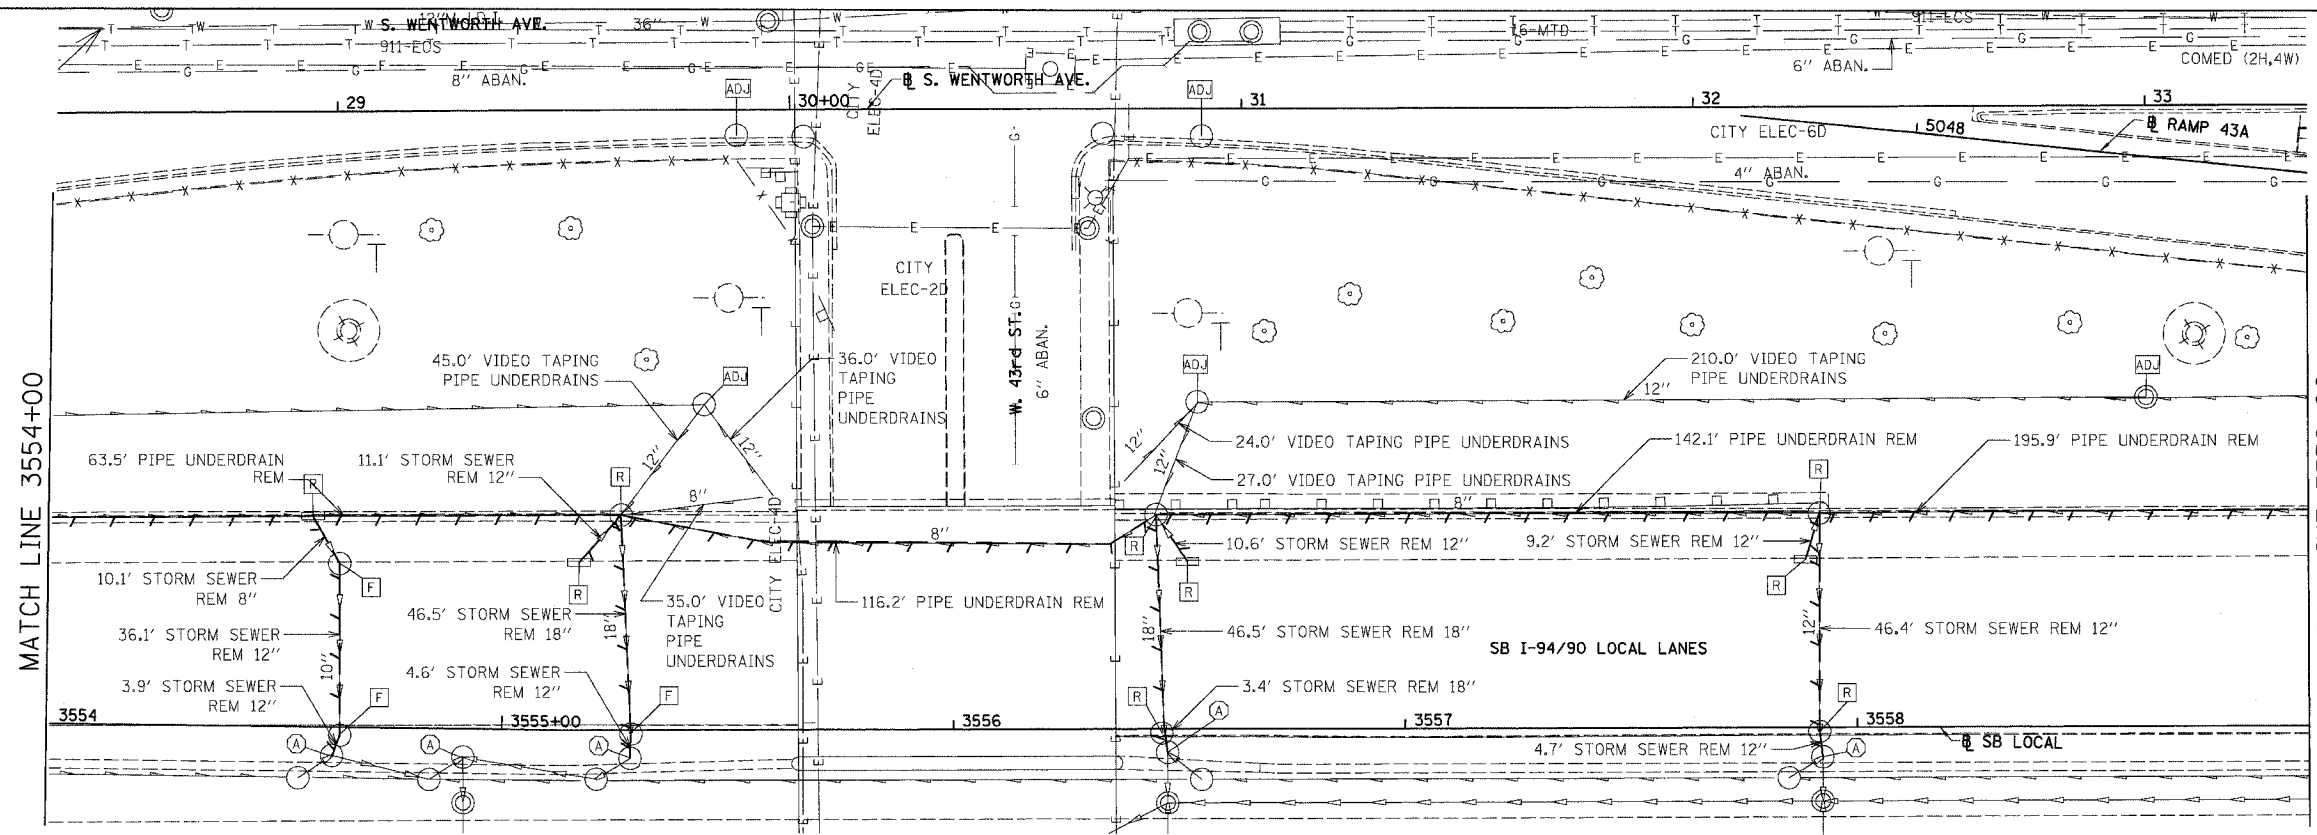 S. WENTWORTH AVE.
36"
911-ECS
8" ABAN.
16-MTD
911-ECS
6" ABAN.
COMED (2H,4W)
ADJ
CITY
ELEC-4D
℄ S. WENTWORTH AVE.
ADJ
29
30+00
31
32
33
CITY ELEC-6D
5048
℄ RAMP 43A
4" ABAN.
CITY
ELEC-2D
W. 43rd ST.
6" ABAN.
45.0' VIDEO TAPING
PIPE UNDERDRAINS
ADJ
36.0' VIDEO
TAPING
PIPE
UNDERDRAINS
210.0' VIDEO TAPING
PIPE UNDERDRAINS
12"
ADJ
MATCH LINE 3554+00
63.5' PIPE UNDERDRAIN
REM
R
11.1' STORM SEWER
REM 12"
R
12"
12"
12"
12"
24.0' VIDEO TAPING PIPE UNDERDRAINS
27.0' VIDEO TAPING PIPE UNDERDRAINS
142.1' PIPE UNDERDRAIN REM
195.9' PIPE UNDERDRAIN REM
R
8"
8"
8"
CITY ELEC-4D
10.1' STORM SEWER
REM 8"
F
R
R
10.6' STORM SEWER REM 12"
R
9.2' STORM SEWER REM 12"
R
36.1' STORM SEWER
REM 12"
10"
46.5' STORM SEWER
REM 18"
18"
35.0' VIDEO
TAPING
PIPE
UNDERDRAINS
116.2' PIPE UNDERDRAIN REM
18"
46.5' STORM SEWER REM 18"
SB I-94/90 LOCAL LANES
12"
46.4' STORM SEWER REM 12"
3.9' STORM SEWER
REM 12"
F
4.6' STORM SEWER
REM 12"
F
R
3.4' STORM SEWER REM 18"
A
R
3554
3555+00
3556
3557
3558
A
A
A
4.7' STORM SEWER REM 12"
A
℄ SB LOCAL